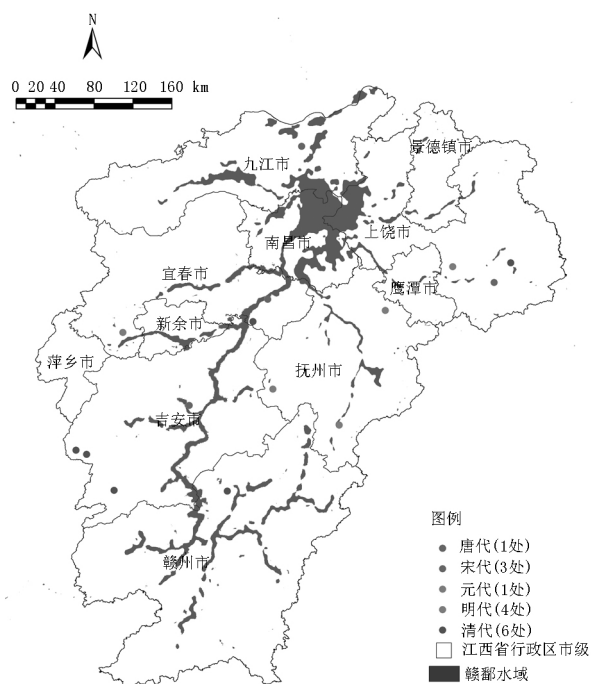 N
0 20 40 80 120 160 km
景德镇市
九江市
上饶市
南昌市
宜春市
鹰潭市
新余市
萍乡市
抚州市
吉安市
赣州市
图例
唐代(1处)
宋代(3处)
元代(1处)
明代(4处)
清代(6处)
江西省行政区市级
赣鄱水域